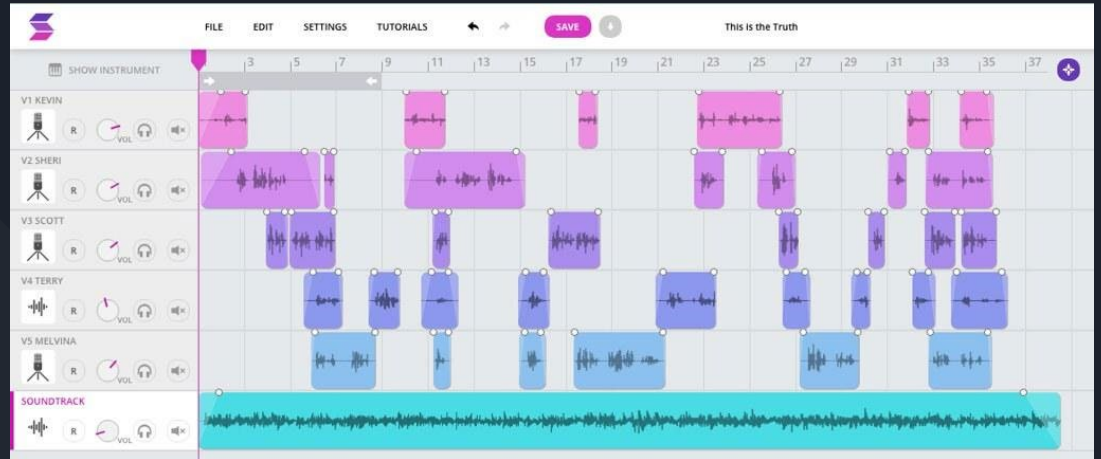 FILE EDIT SETTINGS TUTORIALS SAVE This is the Truth
SHOW INSTRUMENT 3 5 7 9 11 13 15 17 19 21 23 25 27 29 31 33 35 37
V1 KEVIN
R VOL
V2 SHERI
R VOL
V3 SCOTT
R VOL
V4 TERRY
R VOL
V5 MELVINA
R VOL
SOUNDTRACK
R VOL